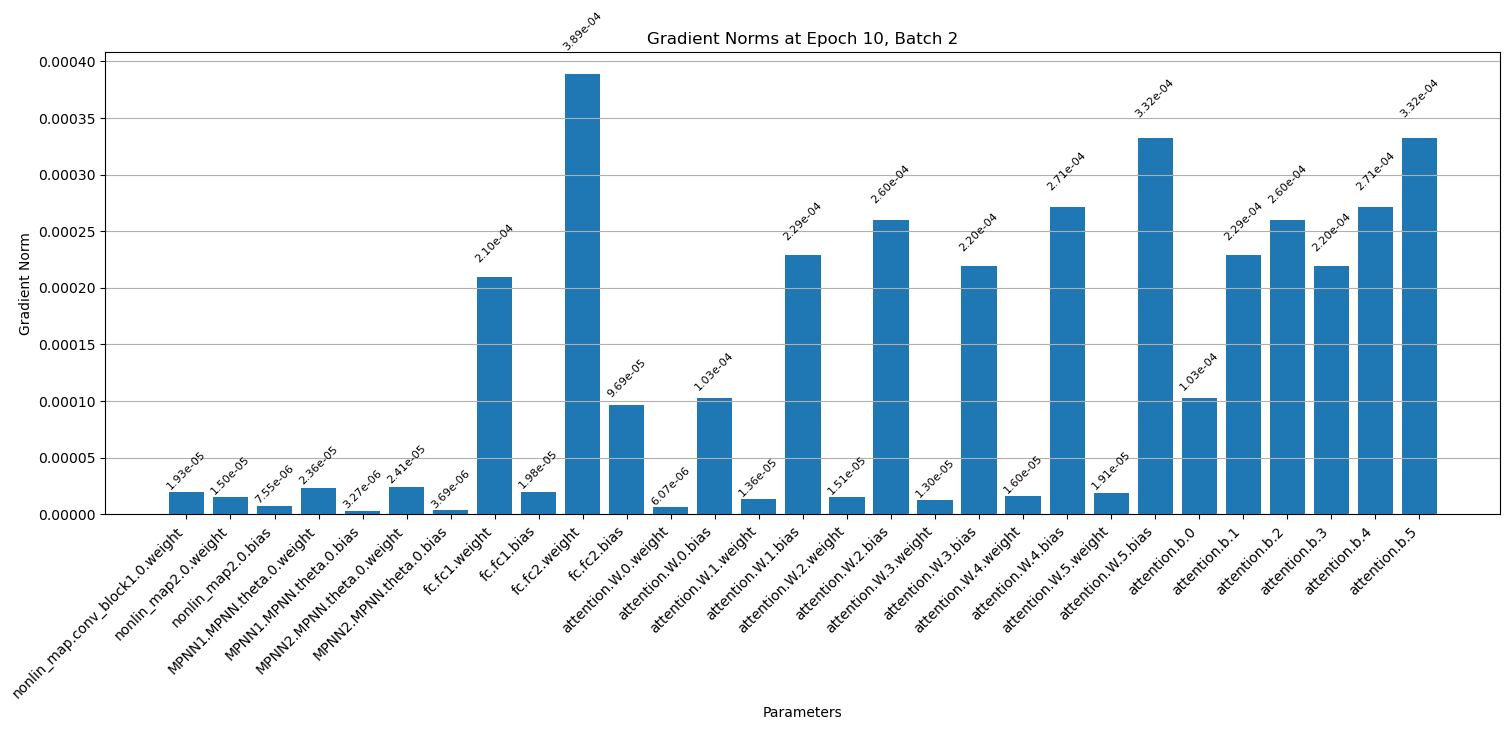 Gradient Norms at Epoch 10, Batch 2
Gradient Norm
0.00040
0.00035
0.00030
0.00025
0.00020
0.00015
0.00010
0.00005
0.00000
1.93e-05
1.50e-05
7.55e-06
2.36e-05
3.27e-06
2.41e-05
3.69e-06
2.10e-04
1.98e-05
3.89e-04
9.69e-05
6.07e-06
1.03e-04
1.36e-05
2.29e-04
1.51e-05
2.60e-04
1.30e-05
2.20e-04
1.60e-05
2.71e-04
1.91e-05
3.32e-04
1.03e-04
2.29e-04
2.60e-04
2.20e-04
2.71e-04
3.32e-04
nonlin_map.conv_block1.0.weight
nonlin_map2.0.weight
nonlin_map2.0.bias
MPNN1.MPNN.theta.0.weight
MPNN1.MPNN.theta.0.bias
MPNN2.MPNN.theta.0.weight
MPNN2.MPNN.theta.0.bias
fc.fc1.weight
fc.fc1.bias
fc.fc2.weight
fc.fc2.bias
attention.W.0.weight
attention.W.0.bias
attention.W.1.weight
attention.W.1.bias
attention.W.2.weight
attention.W.2.bias
attention.W.3.weight
attention.W.3.bias
attention.W.4.weight
attention.W.4.bias
attention.W.5.weight
attention.W.5.bias
attention.b.0
attention.b.1
attention.b.2
attention.b.3
attention.b.4
attention.b.5
Parameters